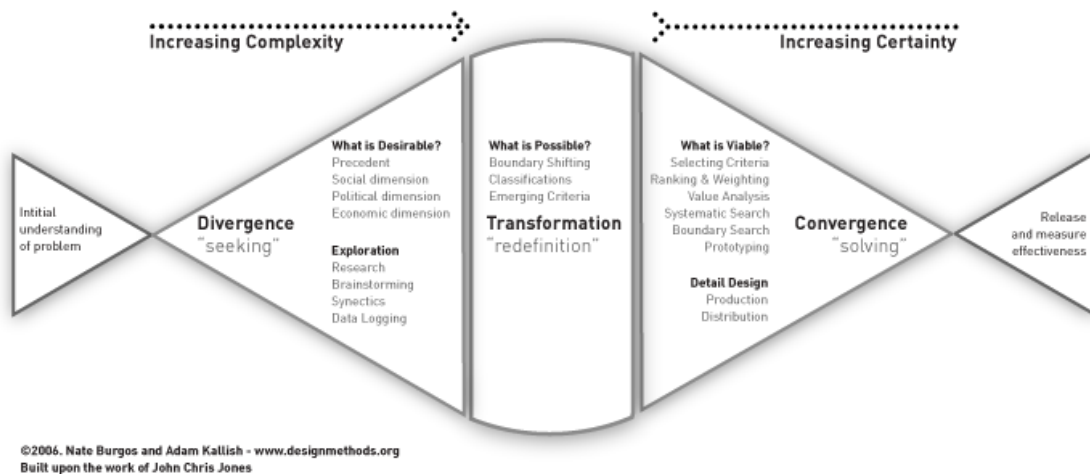 Increasing Complexity
Increasing Certainty
Intitial
understanding
of problem
Divergence
"seeking"
What is Desirable?
Precedent
Social dimension
Political dimension
Economic dimension
Exploration
Research
Brainstorming
Synectics
Data Logging
What is Possible?
Boundary Shifting
Classifications
Emerging Criteria
Transformation
"redefinition"
What is Viable?
Selecting Criteria
Ranking & Weighting
Value Analysis
Systematic Search
Boundary Search
Prototyping
Detail Design
Production
Distribution
Convergence
"solving"
Release
and measure
effectiveness
©2006. Nate Burgos and Adam Kallish - www.designmethods.org
Built upon the work of John Chris Jones